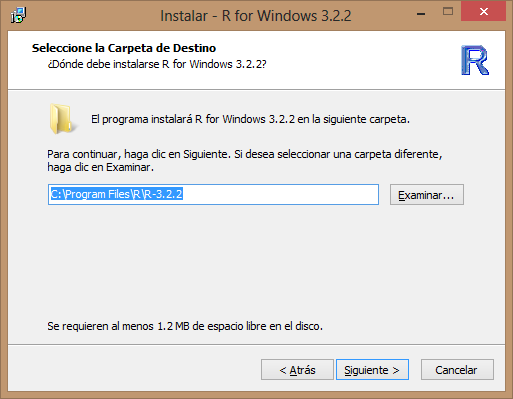 Instalar - R for Windows 3.2.2
Seleccione la Carpeta de Destino
¿Dónde debe instalarse R for Windows 3.2.2?
R
El programa instalará R for Windows 3.2.2 en la siguiente carpeta.
Para continuar, haga clic en Siguiente. Si desea seleccionar una carpeta diferente,
haga clic en Examinar.
C:\Program Files\R\R-3.2.2
Examinar...
Se requieren al menos 1.2 MB de espacio libre en el disco.
< Atrás
Siguiente >
Cancelar